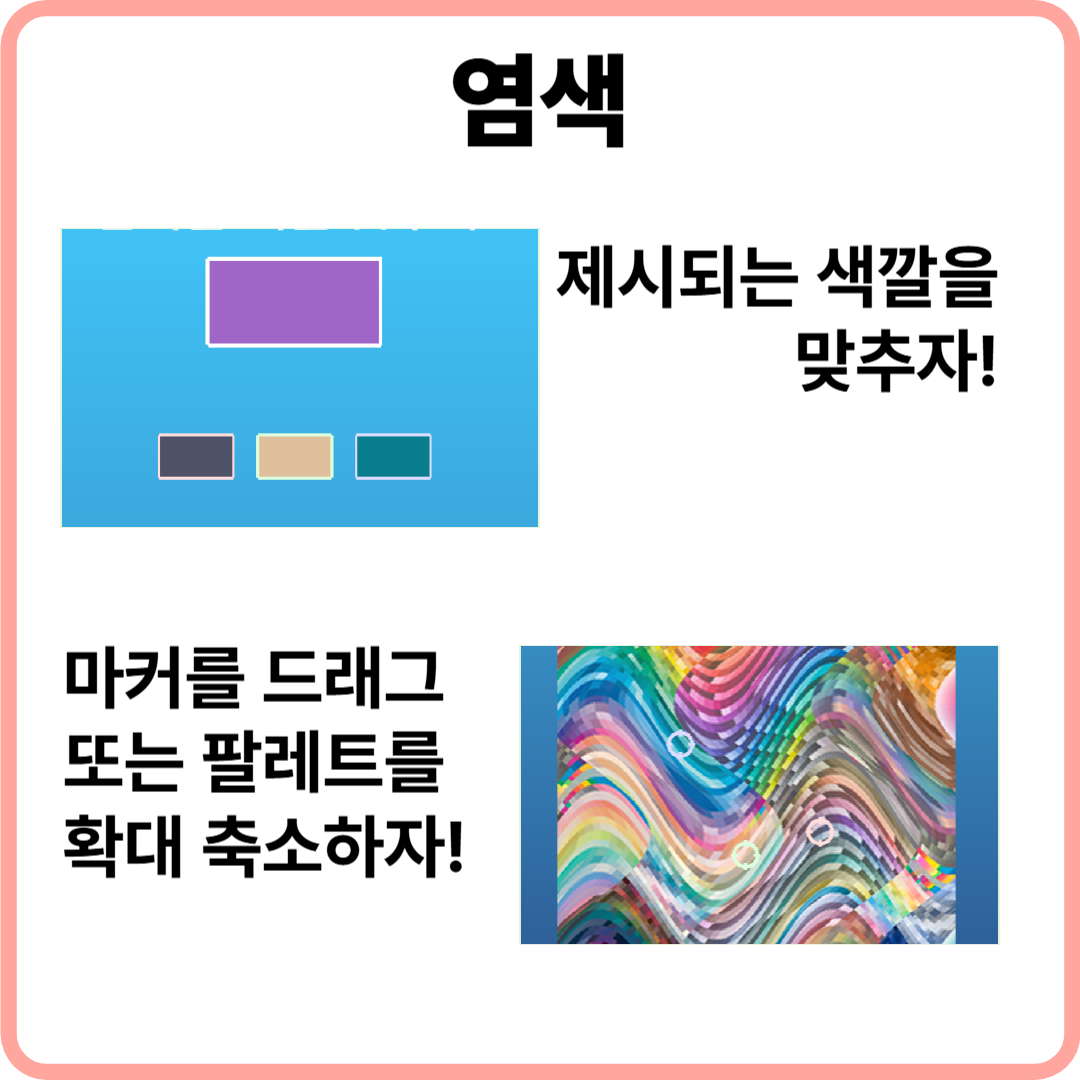 염색
제시되는 색깔을
맞추자!
마커를 드래그
또는 팔레트를
확대 축소하자!